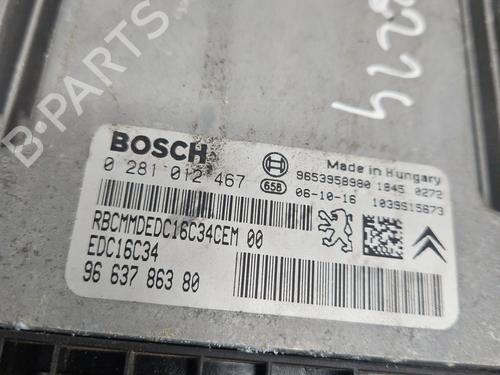 B-PARTS
8224
BOSCH
0 281 012 467
658
Made in Hungary
9653958980 1845 0272
06-10-16 1039S15673
RBCMMDEDC16C34CEM 00
EDC16C34
96 637 863 80